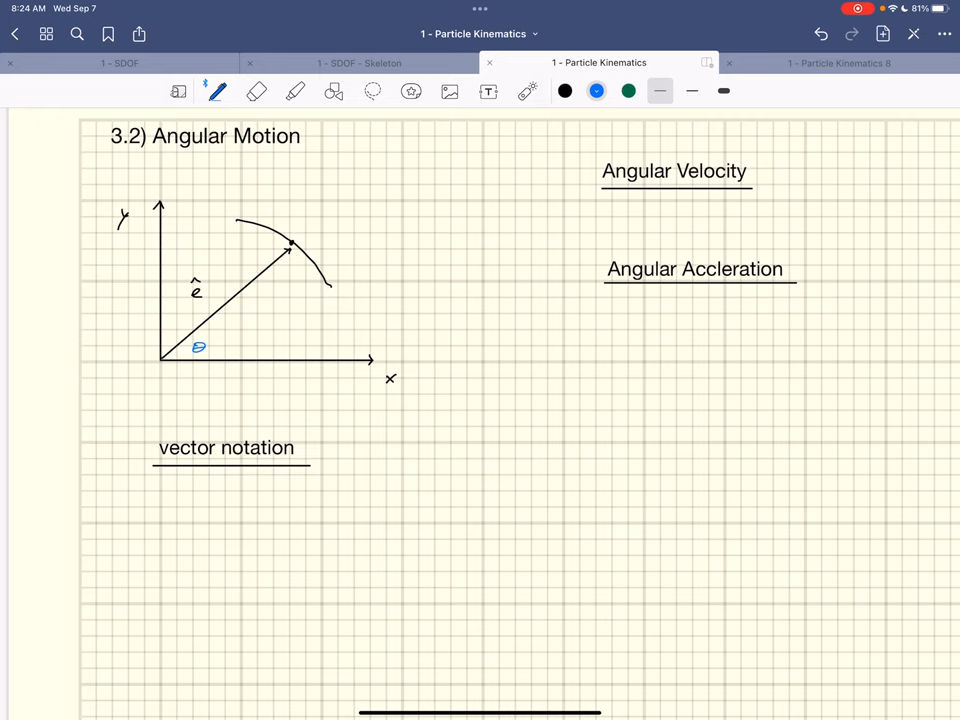 8:24 AM Wed Sep 7
81%
1 - Particle Kinematics
1 - SDOF
1 - SDOF - Skeleton
1 - Particle Kinematics
1 - Particle Kinematics 8
T
3.2) Angular Motion
Angular Velocity
y
Angular Accleration
ê
θ
x
vector notation